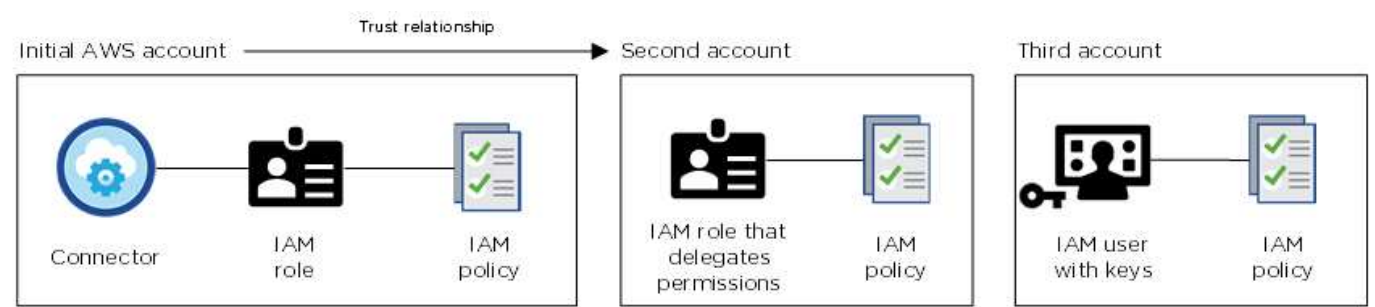 Trust relationship
Initial AWS account
Second account
Third account
Connector
IAM
role
IAM
policy
IAM role that
delegates
permissions
IAM
policy
IAM user
with keys
IAM
policy